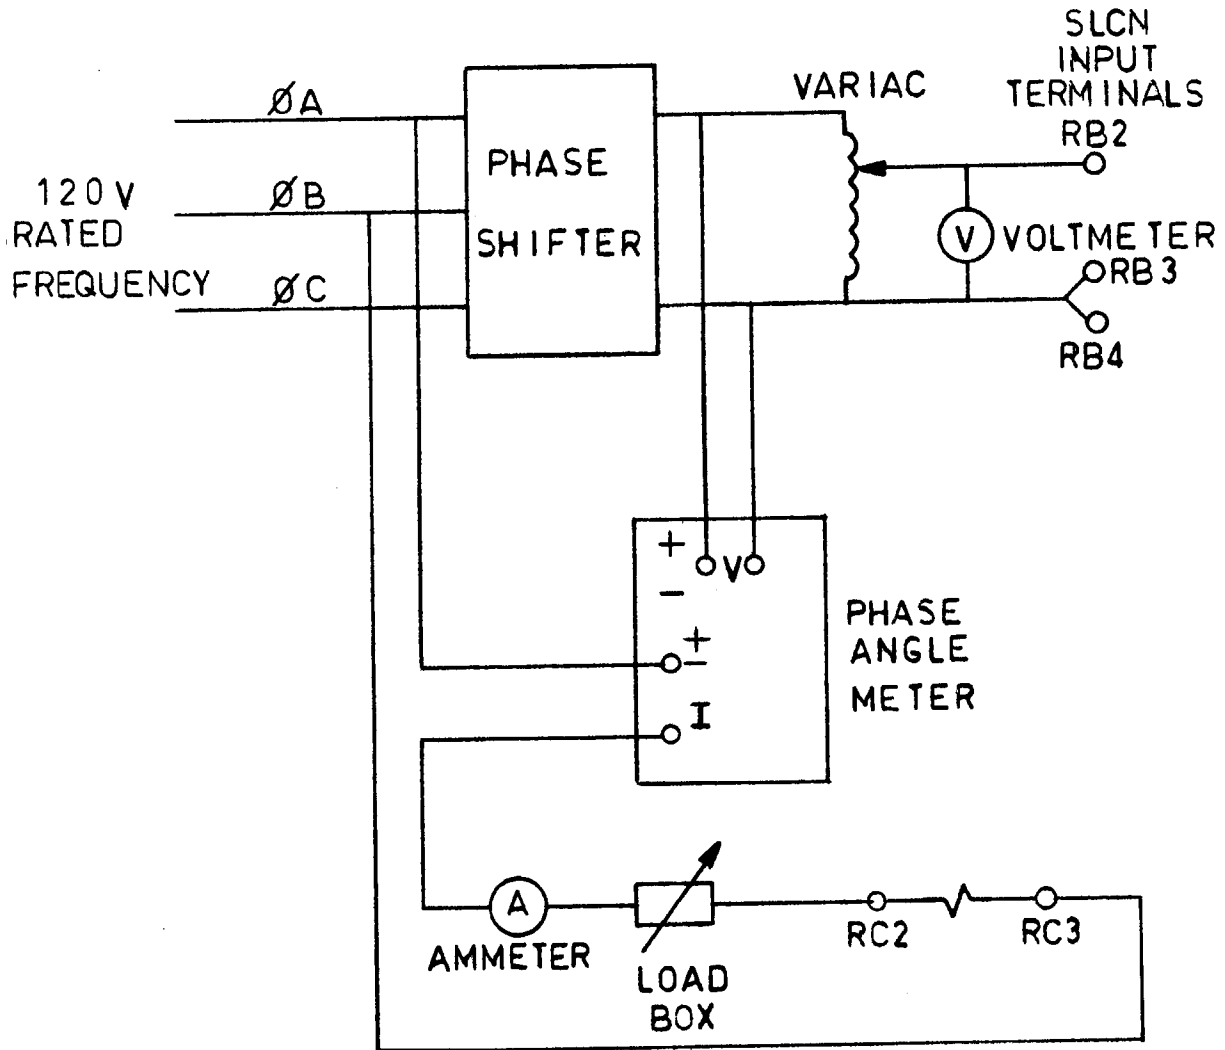 SLCN
INPUT
TERMINALS
RB2
VARIAC
ØA
ØB
ØC
120V
RATED
FREQUENCY
PHASE
SHIFTER
V VOLTMETER
RB3
RB4
+
-
V
+
-
I
PHASE
ANGLE
METER
A
AMMETER
LOAD
BOX
RC2
RC3